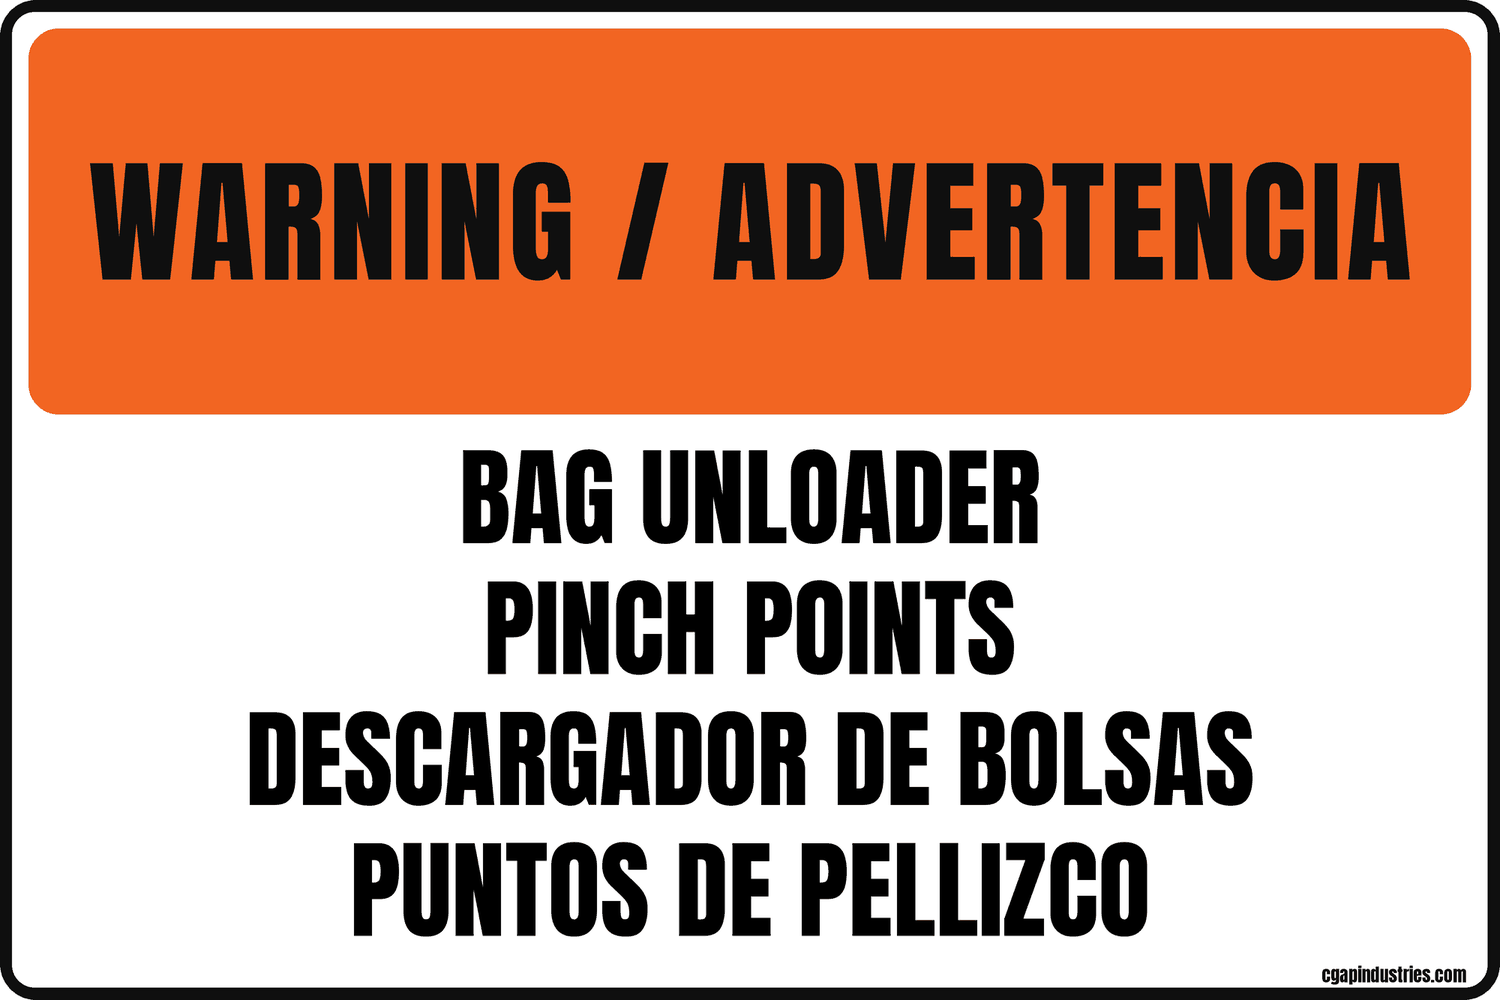 WARNING / ADVERTENCIA
BAG UNLOADER
PINCH POINTS
DESCARGADOR DE BOLSAS
PUNTOS DE PELLIZCO
cgapindustries.com